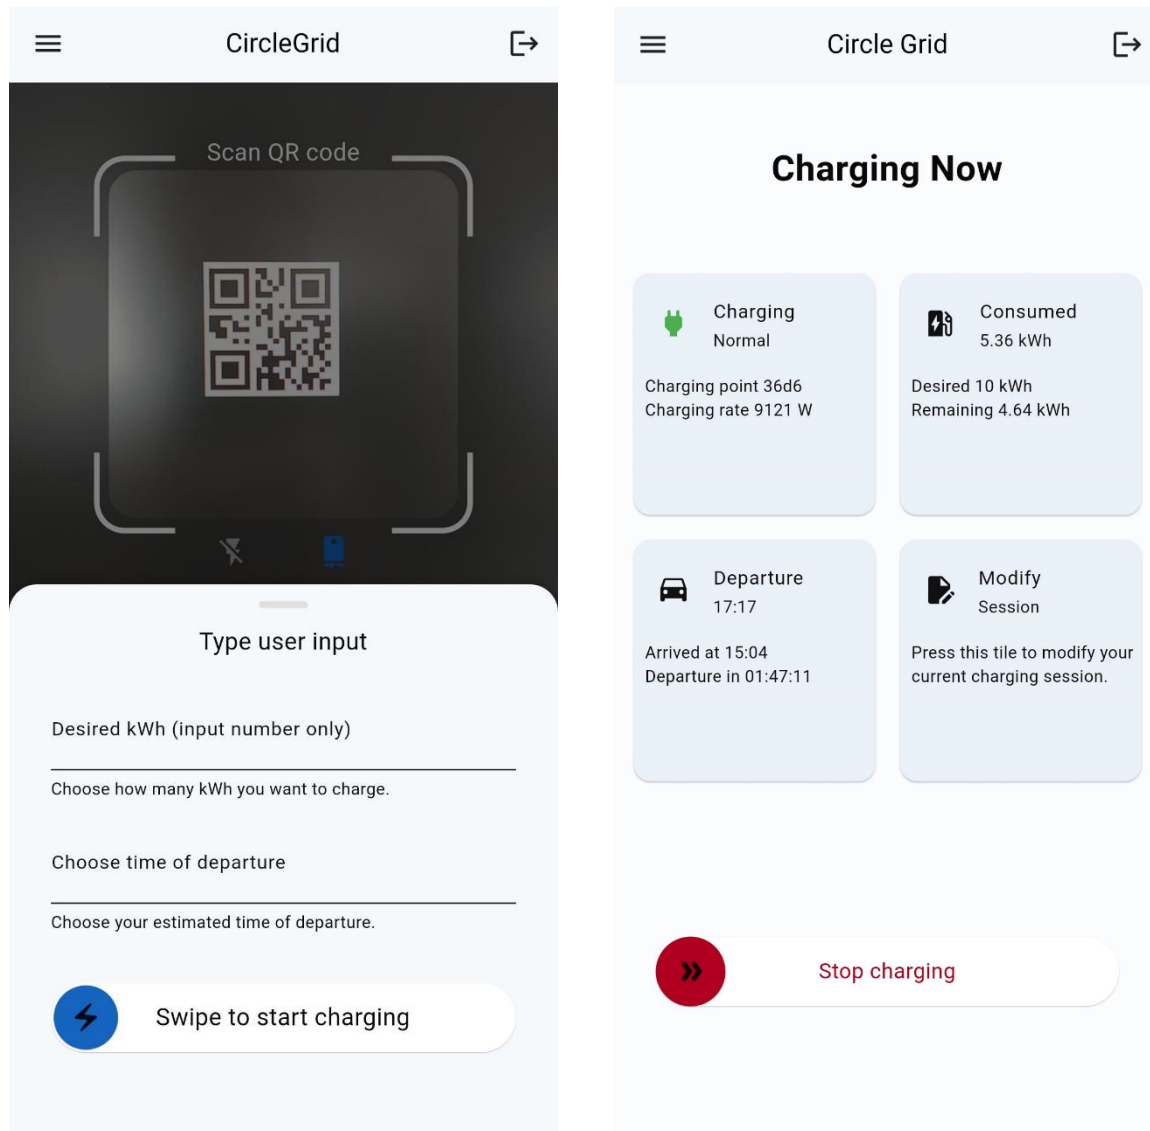 CircleGrid
Scan QR code
Type user input
Desired kWh (input number only)
Choose how many kWh you want to charge.
Choose time of departure
Choose your estimated time of departure.
Swipe to start charging
Circle Grid
Charging Now
Charging
Normal
Charging point 36d6
Charging rate 9121 W
Consumed
5.36 kWh
Desired 10 kWh
Remaining 4.64 kWh
Departure
17:17
Arrived at 15:04
Departure in 01:47:11
Modify
Session
Press this tile to modify your
current charging session.
Stop charging